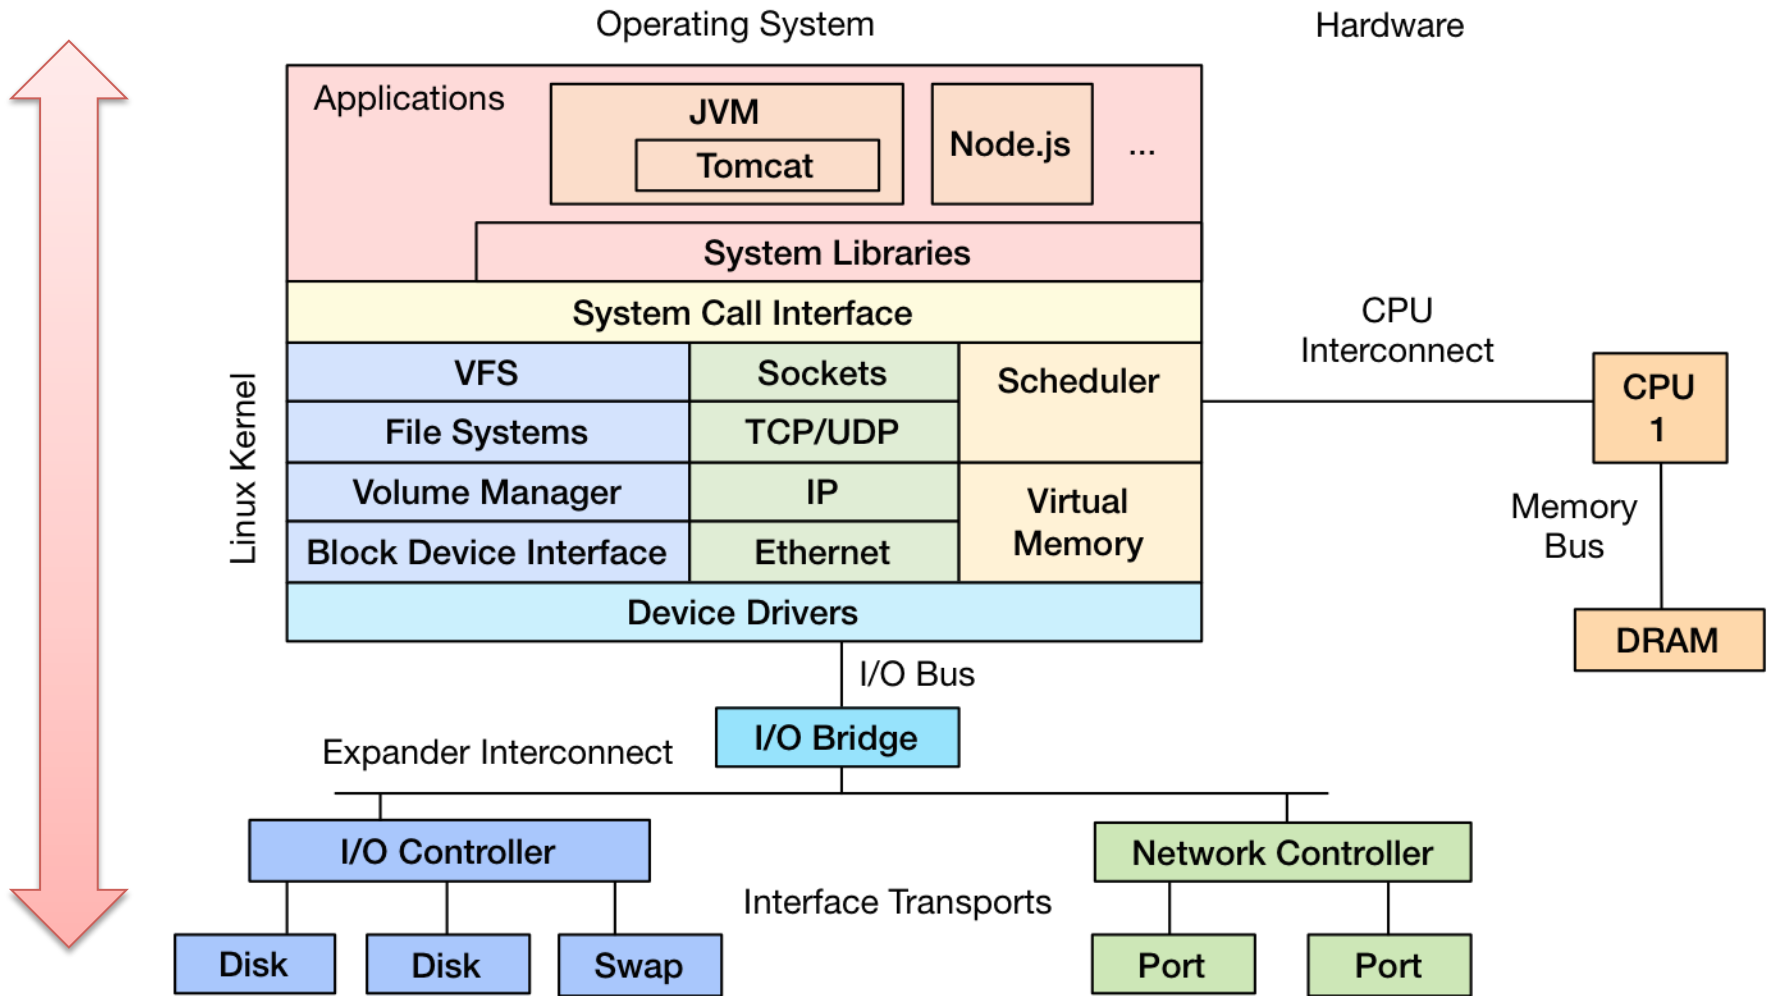 Operating System
Hardware
Applications
JVM
Tomcat
Node.js
...
System Libraries
System Call Interface
Linux Kernel
VFS
Sockets
Scheduler
File Systems
TCP/UDP
Volume Manager
IP
Virtual
Memory
Block Device Interface
Ethernet
Device Drivers
CPU
Interconnect
CPU
1
Memory
Bus
DRAM
I/O Bus
I/O Bridge
Expander Interconnect
I/O Controller
Network Controller
Interface Transports
Disk
Disk
Swap
Port
Port